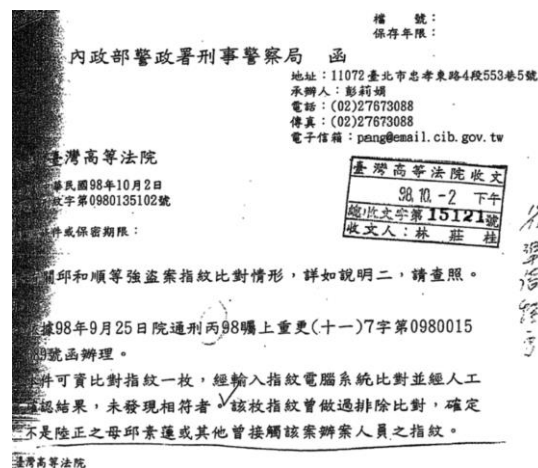 檔　　號：
保存年限：
內政部警政署刑事警察局　函
地址：11072臺北市忠孝東路4段553巷5號
承辦人：彭莉娟
電話：(02)27673088
傳真：(02)27673088
電子信箱：pang@email.cib.gov.tw
臺灣高等法院
臺灣高等法院收文
98.10.-2 下午
總收文字第15121號
收文人：林莊桂
華民國98年10月2日
字第0980135102號
件或保密期限：
關邱和順等強盜案指紋比對情形，詳如說明二，請查照。
據98年9月25日院通刑丙98矚上重更(十一)7字第0980015
號函辦理。
件可資比對指紋一枚，經輸入指紋電腦系統比對並經人工
認結果，未發現相符者。該枚指紋曾做過排除比對，確定
不是陸正之母邱素蓮或其他曾接觸該案辦案人員之指紋。
臺灣高等法院